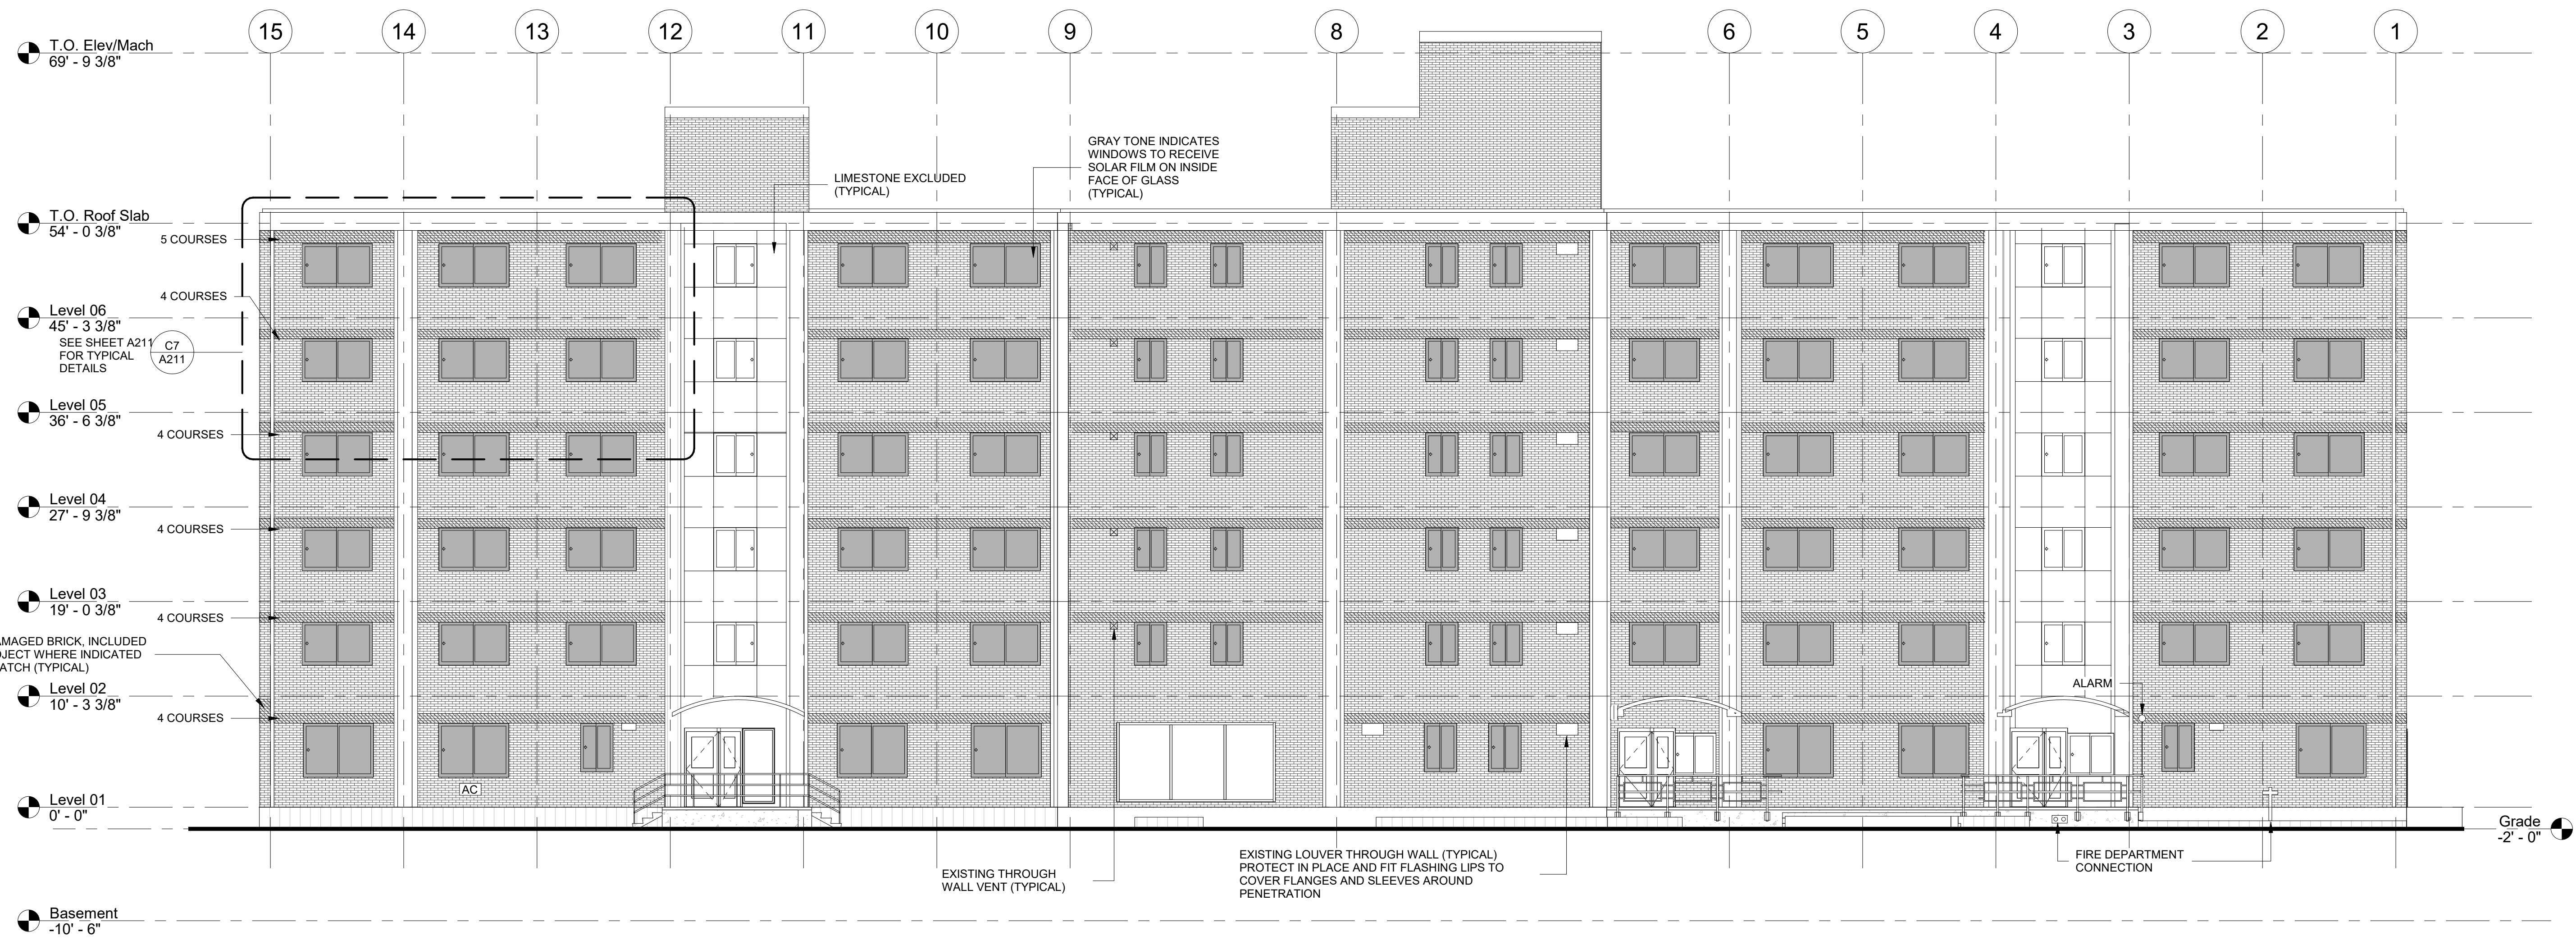 15
14
13
12
11
10
9
8
6
5
4
3
2
1
T.O. Elev/Mach
69' - 9 3/8"
GRAY TONE INDICATES
WINDOWS TO RECEIVE
SOLAR FILM ON INSIDE
FACE OF GLASS
(TYPICAL)
LIMESTONE EXCLUDED
(TYPICAL)
T.O. Roof Slab
54' - 0 3/8"
5 COURSES
4 COURSES
Level 06
45' - 3 3/8"
SEE SHEET A211
FOR TYPICAL
DETAILS
C7
A211
Level 05
36' - 6 3/8"
4 COURSES
Level 04
27' - 9 3/8"
4 COURSES
Level 03
19' - 0 3/8"
4 COURSES
AMAGED BRICK, INCLUDED
OJECT WHERE INDICATED
ATCH (TYPICAL)
Level 02
10' - 3 3/8"
4 COURSES
ALARM
AC
Level 01
0' - 0"
Grade
-2' - 0"
EXISTING THROUGH
WALL VENT (TYPICAL)
EXISTING LOUVER THROUGH WALL (TYPICAL)
PROTECT IN PLACE AND FIT FLASHING LIPS TO
COVER FLANGES AND SLEEVES AROUND
PENETRATION
FIRE DEPARTMENT
CONNECTION
Basement
-10' - 6"